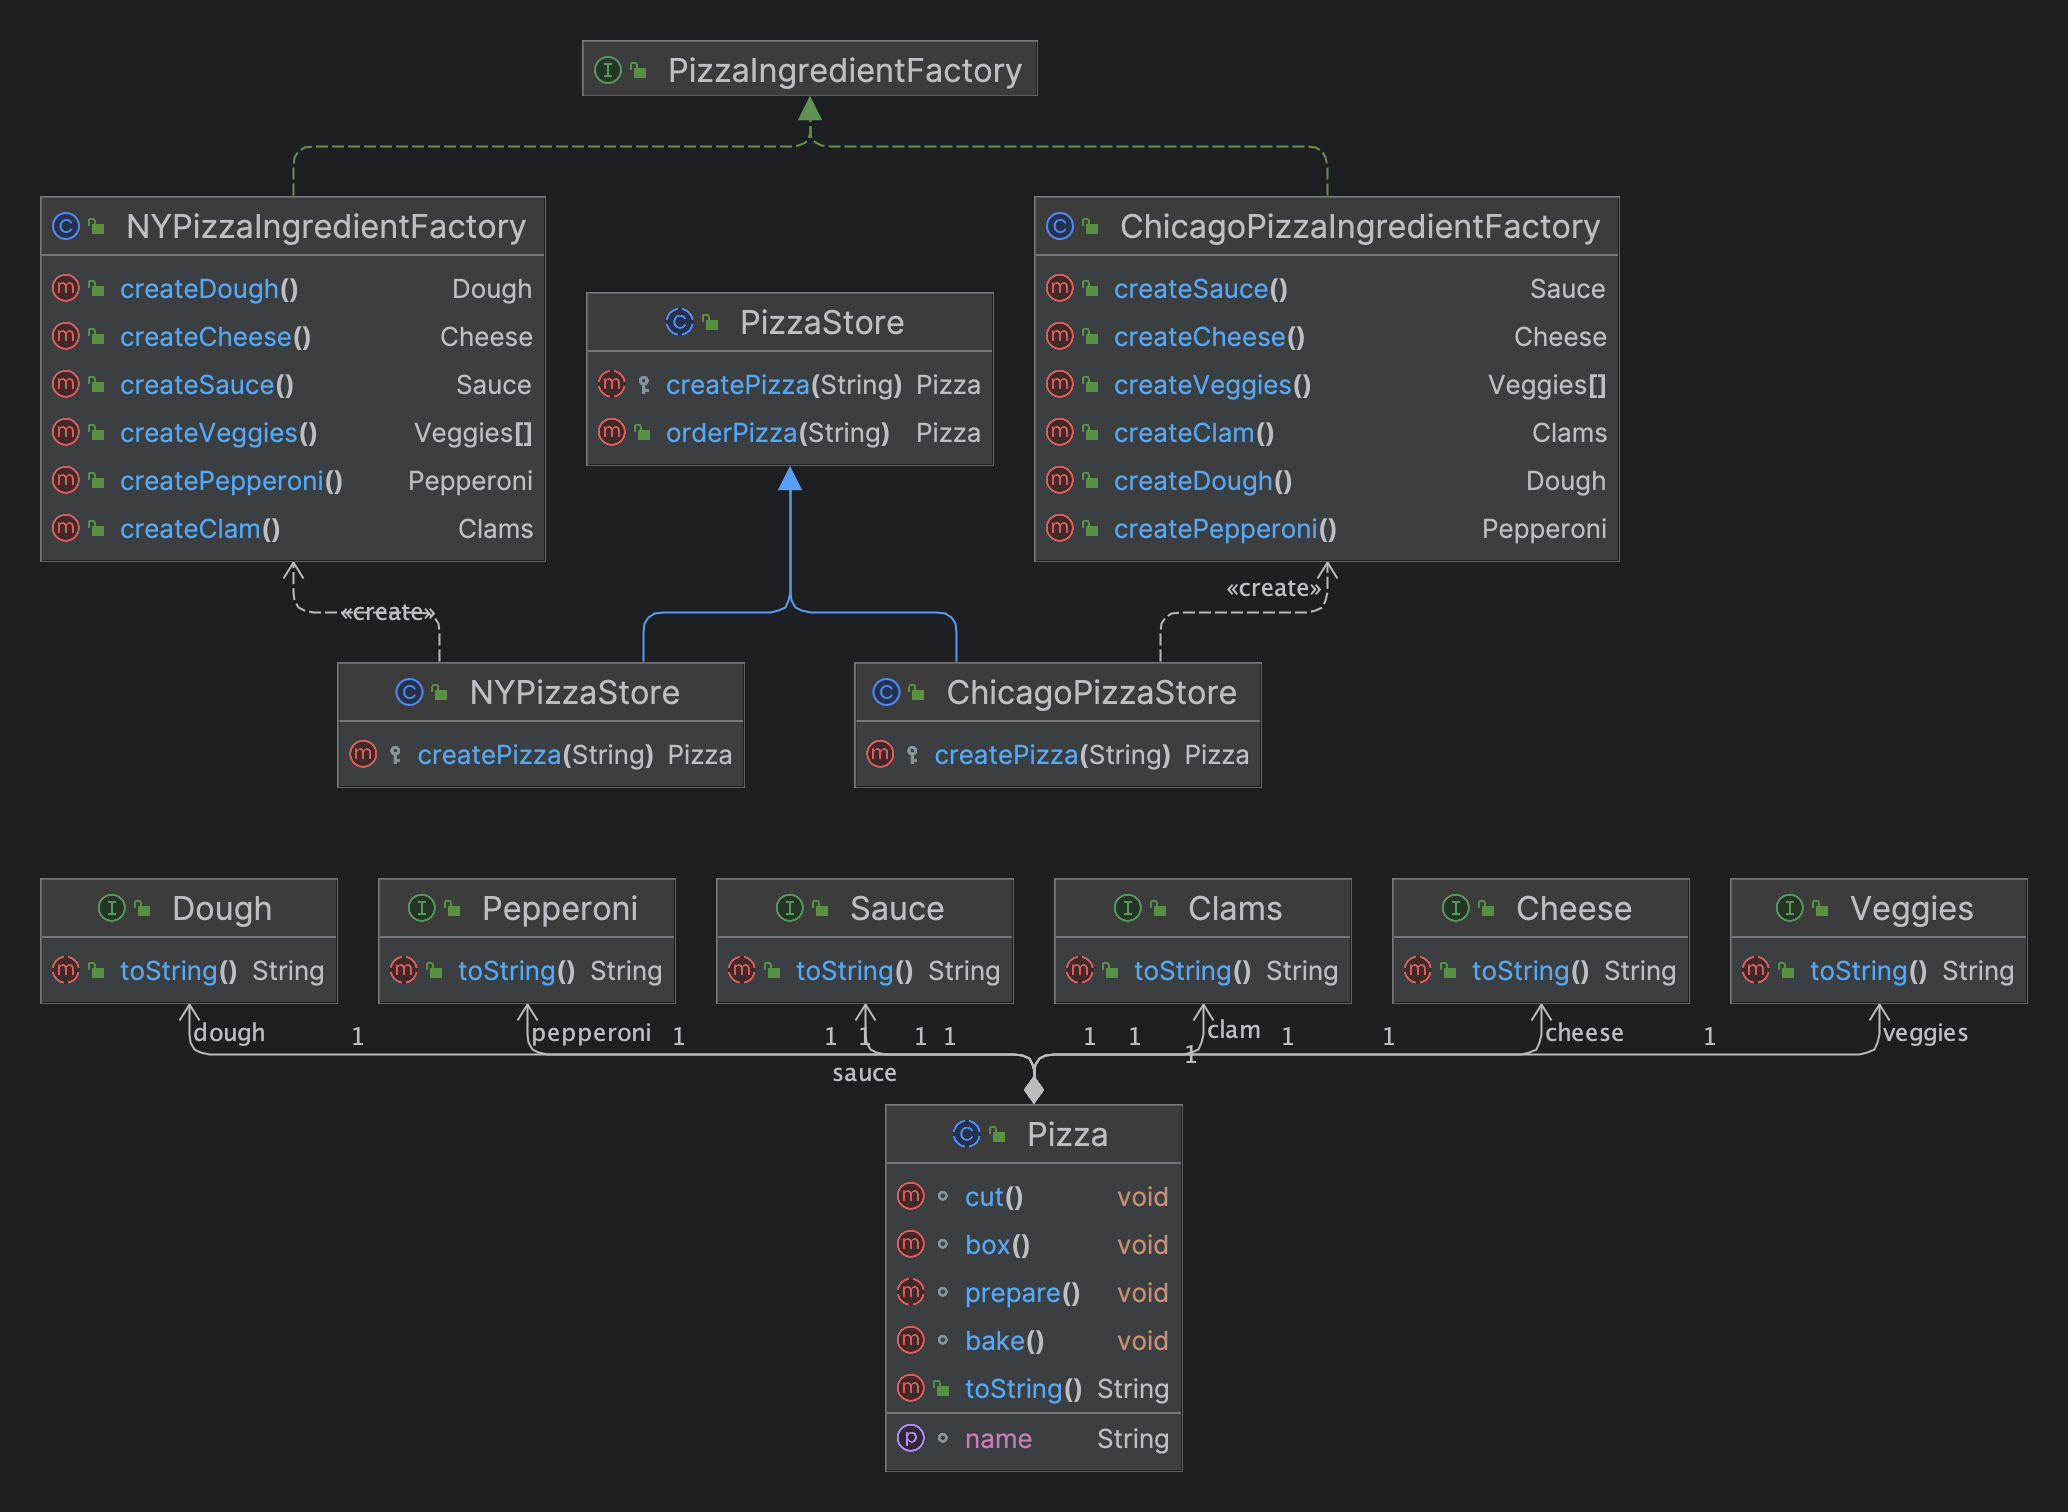 PizzaIngredientFactory
NYPizzaIngredientFactory
createDough() Dough
createCheese() Cheese
createSauce() Sauce
createVeggies() Veggies[]
createPepperoni() Pepperoni
createClam() Clams
PizzaStore
createPizza(String) Pizza
orderPizza(String) Pizza
ChicagoPizzaIngredientFactory
createSauce() Sauce
createCheese() Cheese
createVeggies() Veggies[]
createClam() Clams
createDough() Dough
createPepperoni() Pepperoni
«create»
«create»
NYPizzaStore
createPizza(String) Pizza
ChicagoPizzaStore
createPizza(String) Pizza
Dough
toString() String
Pepperoni
toString() String
Sauce
toString() String
Clams
toString() String
Cheese
toString() String
Veggies
toString() String
dough 1 pepperoni 1 1 1 1 1 1 1 clam 1 1 cheese 1 veggies
1
sauce
Pizza
cut() void
box() void
prepare() void
bake() void
toString() String
name String